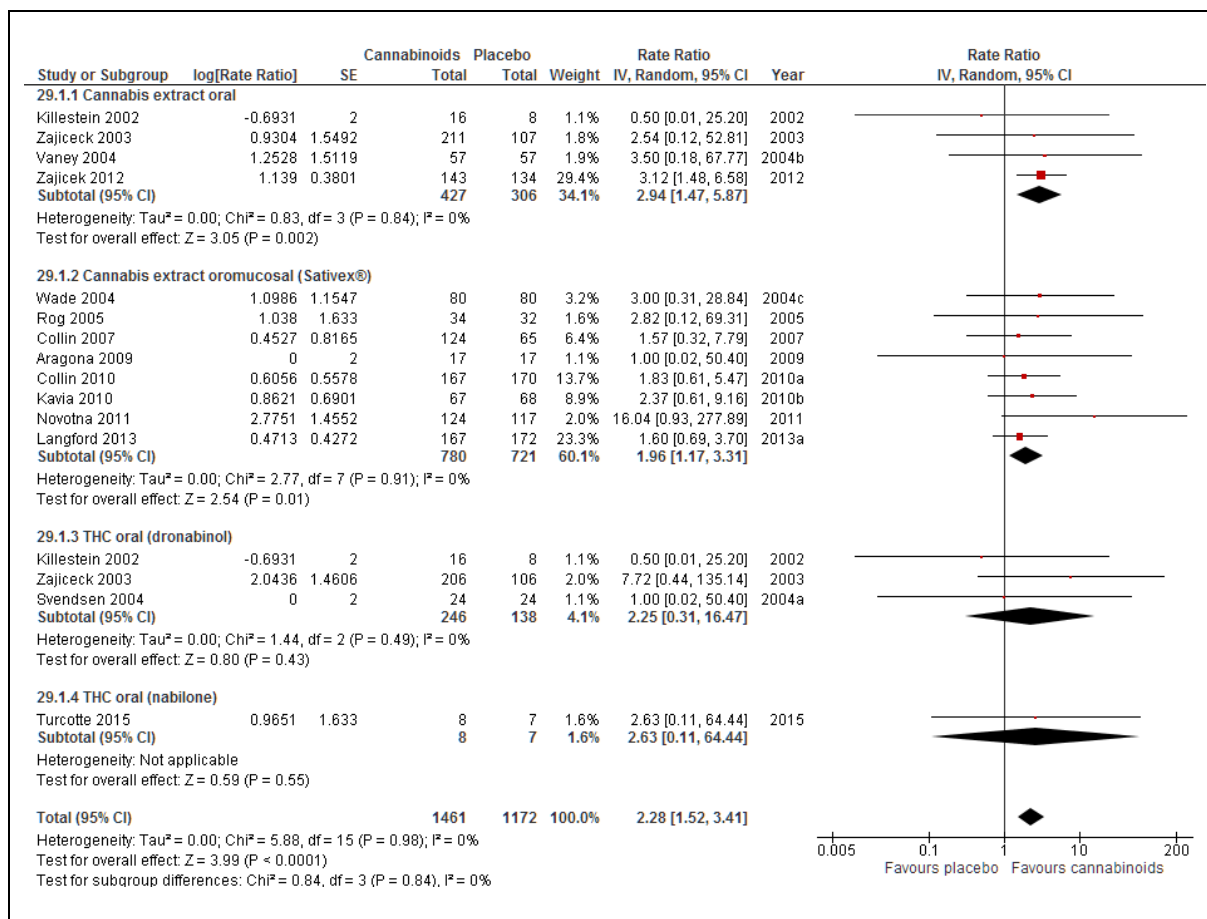 Cannabinoids Placebo Rate Ratio Rate Ratio
Study or Subgroup log[Rate Ratio] SE Total Total Weight IV, Random, 95% CI Year IV, Random, 95% CI
29.1.1 Cannabis extract oral
Killestein 2002 -0.6931 2 16 8 1.1% 0.50 [0.01, 25.20] 2002
Zajiceck 2003 0.9304 1.5492 211 107 1.8% 2.54 [0.12, 52.81] 2003
Vaney 2004 1.2528 1.5119 57 57 1.9% 3.50 [0.18, 67.77] 2004b
Zajicek 2012 1.139 0.3801 143 134 29.4% 3.12 [1.48, 6.58] 2012
Subtotal (95% CI) 427 306 34.1% 2.94 [1.47, 5.87]
Heterogeneity: Tau² = 0.00; Chi² = 0.83, df = 3 (P = 0.84); I² = 0%
Test for overall effect: Z = 3.05 (P = 0.002)
29.1.2 Cannabis extract oromucosal (Sativex®)
Wade 2004 1.0986 1.1547 80 80 3.2% 3.00 [0.31, 28.84] 2004c
Rog 2005 1.038 1.633 34 32 1.6% 2.82 [0.12, 69.31] 2005
Collin 2007 0.4527 0.8165 124 65 6.4% 1.57 [0.32, 7.79] 2007
Aragona 2009 0 2 17 17 1.1% 1.00 [0.02, 50.40] 2009
Collin 2010 0.6056 0.5578 167 170 13.7% 1.83 [0.61, 5.47] 2010a
Kavia 2010 0.8621 0.6901 67 68 8.9% 2.37 [0.61, 9.16] 2010b
Novotna 2011 2.7751 1.4552 124 117 2.0% 16.04 [0.93, 277.89] 2011
Langford 2013 0.4713 0.4272 167 172 23.3% 1.60 [0.69, 3.70] 2013a
Subtotal (95% CI) 780 721 60.1% 1.96 [1.17, 3.31]
Heterogeneity: Tau² = 0.00; Chi² = 2.77, df = 7 (P = 0.91); I² = 0%
Test for overall effect: Z = 2.54 (P = 0.01)
29.1.3 THC oral (dronabinol)
Killestein 2002 -0.6931 2 16 8 1.1% 0.50 [0.01, 25.20] 2002
Zajiceck 2003 2.0436 1.4606 206 106 2.0% 7.72 [0.44, 135.14] 2003
Svendsen 2004 0 2 24 24 1.1% 1.00 [0.02, 50.40] 2004a
Subtotal (95% CI) 246 138 4.1% 2.25 [0.31, 16.47]
Heterogeneity: Tau² = 0.00; Chi² = 1.44, df = 2 (P = 0.49); I² = 0%
Test for overall effect: Z = 0.80 (P = 0.43)
29.1.4 THC oral (nabilone)
Turcotte 2015 0.9651 1.633 8 7 1.6% 2.63 [0.11, 64.44] 2015
Subtotal (95% CI) 8 7 1.6% 2.63 [0.11, 64.44]
Heterogeneity: Not applicable
Test for overall effect: Z = 0.59 (P = 0.55)
Total (95% CI) 1461 1172 100.0% 2.28 [1.52, 3.41]
Heterogeneity: Tau² = 0.00; Chi² = 5.88, df = 15 (P = 0.98); I² = 0%
Test for overall effect: Z = 3.99 (P < 0.0001)
Test for subgroup differences: Chi² = 0.84, df = 3 (P = 0.84), I² = 0%
0.005 0.1 1 10 200
Favours placebo Favours cannabinoids